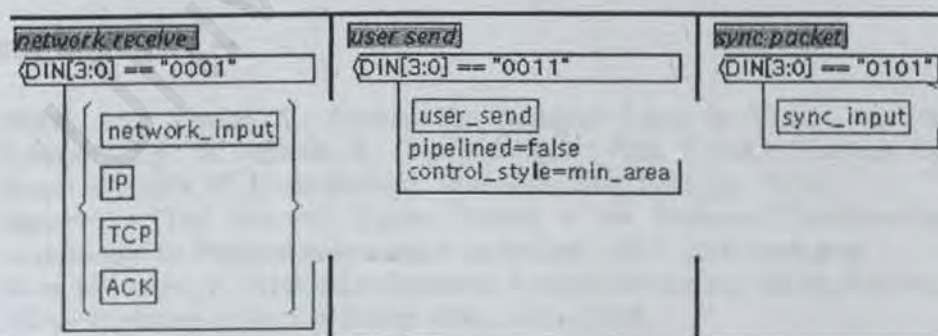 network receive
DIN[3:0] == "0001"
network_input
IP
TCP
ACK
user send
DIN[3:0] == "0011"
user_send
pipelined=false
control_style=min_area
sync packet
DIN[3:0] == "0101"
sync_input